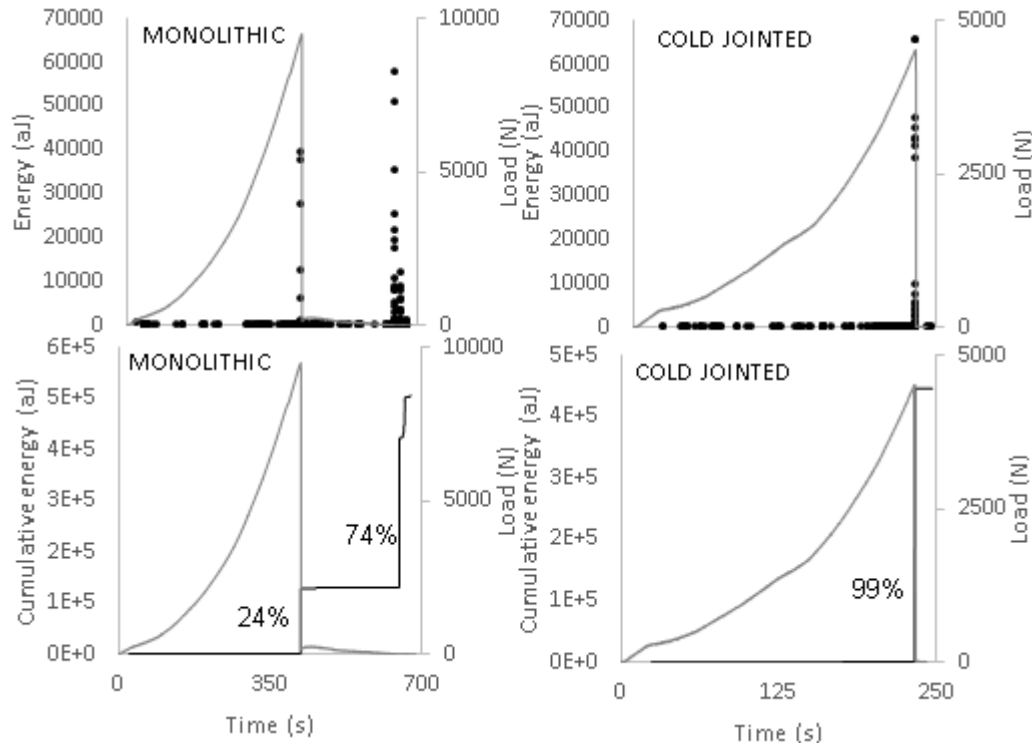 MONOLITHIC
Energy (aJ)
70000
60000
50000
40000
30000
20000
10000
0
10000
5000
0
Load (N)
COLD JOINTED
Energy (aJ)
70000
60000
50000
40000
30000
20000
10000
0
5000
2500
0
Load (N)
MONOLITHIC
Cumulative energy (aJ)
6E+5
5E+5
4E+5
3E+5
2E+5
1E+5
0E+0
24%
74%
10000
5000
0
Load (N)
0
350
700
Time (s)
COLD JOINTED
Cumulative energy (aJ)
5E+5
4E+5
3E+5
2E+5
1E+5
0E+0
99%
5000
2500
0
Load (N)
0
125
250
Time (s)